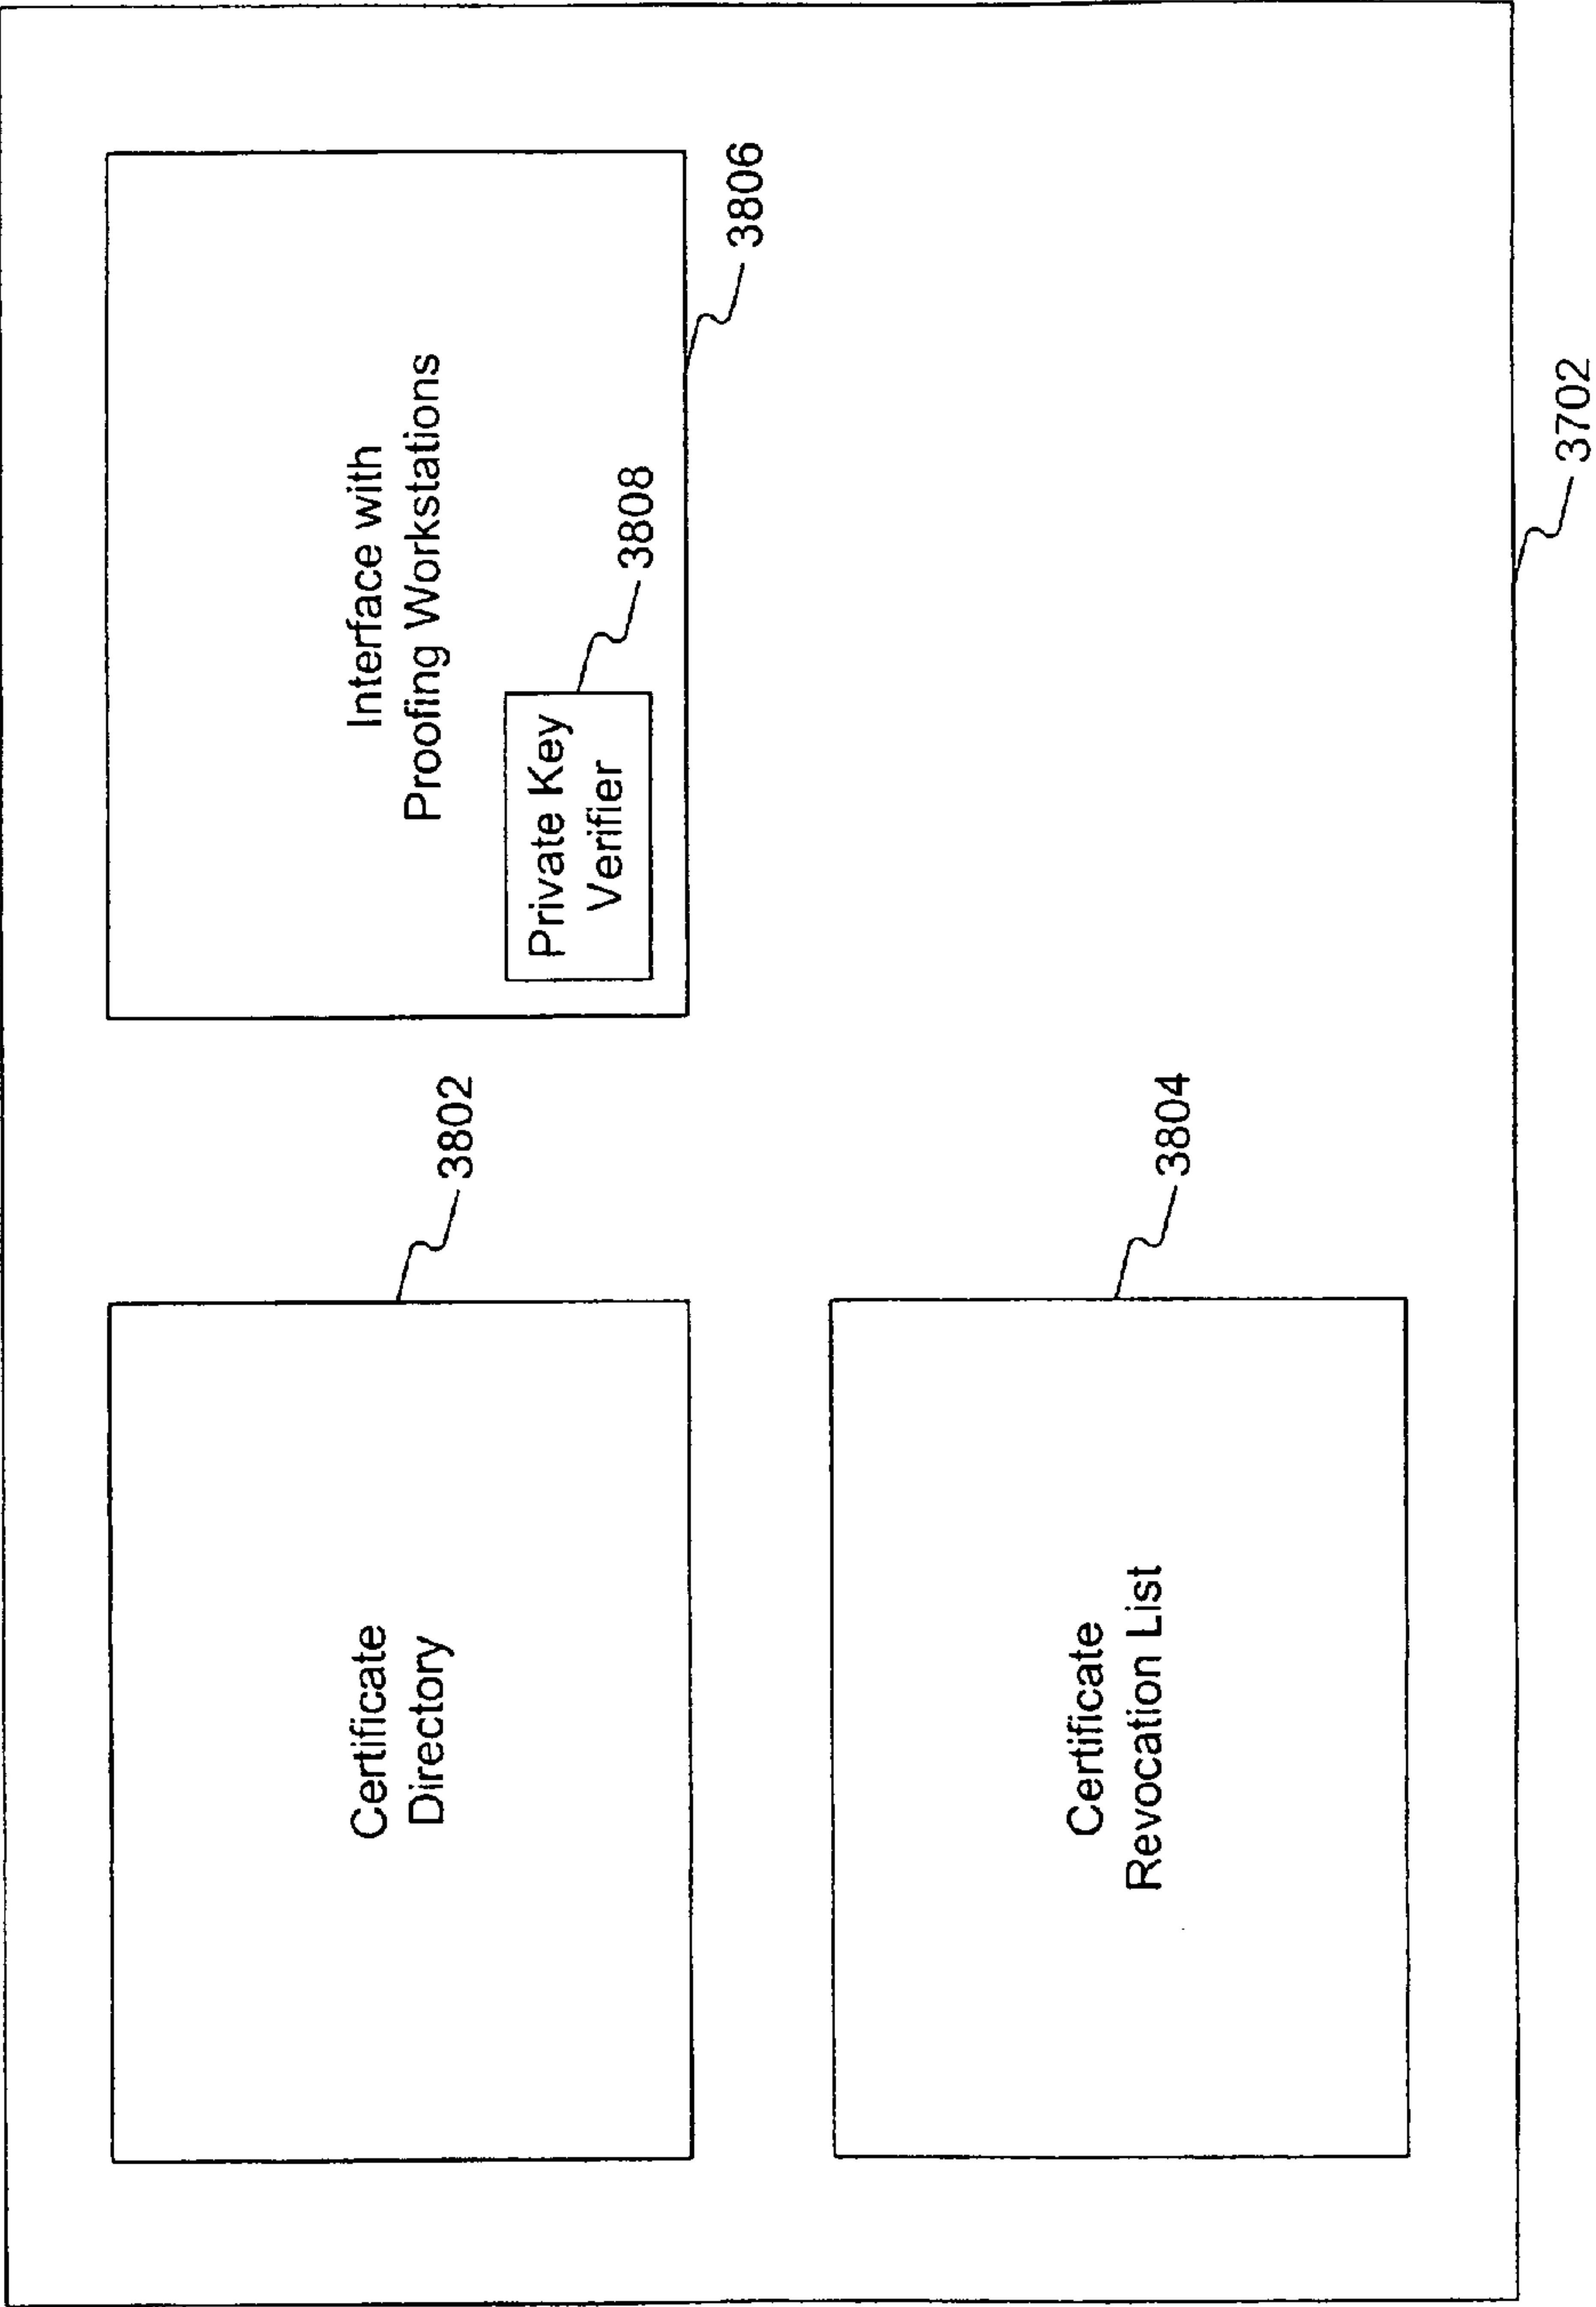 Certificate
Directory
3802
Interface with
Proofing Workstations
Private Key
Verifier
3808
3806
Certificate
Revocation List
3804
3702